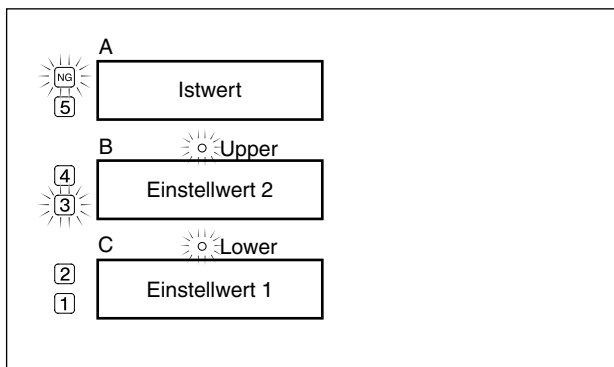 A
NG
Istwert
5
B
Upper
4
Einstellwert 2
3
C
Lower
2
Einstellwert 1
1